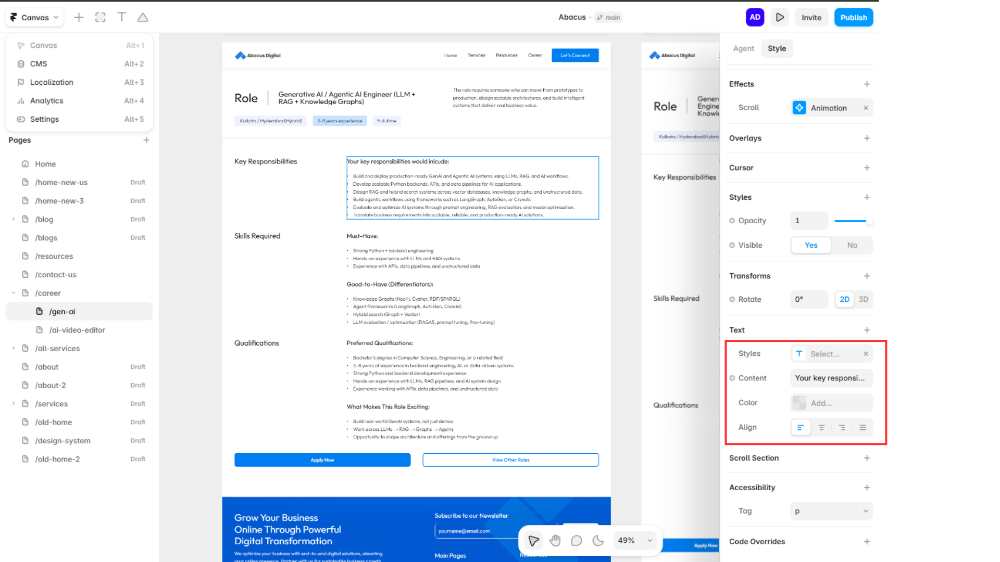 Canvas
Abacus · main
AD
Invite
Publish
Canvas Alt+1
CMS Alt+2
Localization Alt+3
Analytics Alt+4
Settings Alt+5
Pages
Home
/home-new-us Draft
/home-new-3 Draft
/blog Draft
/blogs Draft
/resources
/contact-us
/career
/gen-ai
/ai-video-editor
/all-services
/about Draft
/about-2 Draft
/services Draft
/old-home Draft
/design-system Draft
/old-home-2 Draft
Abacus Digital
Home Services Resources Career Let's Connect
Role
Generative AI / Agentic AI Engineer (LLM +
RAG + Knowledge Graphs)
The role requires someone who can move from prototypes to
production, design scalable architectures, and build intelligent
systems that deliver real business value.
Kolkata / Hyderabad(Hybrid) 3-8 years experience Full-time
Key Responsibilities
Your key responsibilities would inlcude:
• Build and deploy production-ready GenAI and Agentic AI systems using LLMs, RAG, and AI workflows.
• Develop scalable Python backends, APIs, and data pipelines for AI applications.
• Design RAG and hybrid search systems across vector databases, knowledge graphs, and unstructured data.
• Build agentic workflows using frameworks such as LangGraph, AutoGen, or CrewAI.
• Evaluate and optimize AI systems through prompt engineering, RAG evaluation, and model optimization.
• Translate business requirements into scalable, reliable, and production-ready AI solutions.
Skills Required
Must-Have:
• Strong Python + backend engineering
• Hands-on experience with LLMs and RAG systems
• Experience with APIs, data pipelines, and unstructured data
Good-to-Have (Differentiators):
• Knowledge Graphs (Neo4j, Cypher, RDF/SPARQL)
• Agent frameworks (LangGraph, AutoGen, CrewAI)
• Hybrid search (Graph + Vector)
• LLM evaluation / optimization (RAGAS, prompt tuning, fine-tuning)
Qualifications
Preferred Qualifications:
• Bachelor's degree in Computer Science, Engineering, or a related field
• 3-8 years of experience in backend engineering, AI, or data-driven systems
• Strong Python and backend development experience
• Hands-on experience with LLMs, RAG pipelines, and AI system design
• Experience working with APIs, data pipelines, and unstructured data
What Makes This Role Exciting:
• Build real-world GenAI systems, not just demos
• Work across LLMs → RAG → Graphs → Agents
• Opportunity to shape architecture and offerings from the ground up
Apply Now
View Other Roles
Grow Your Business
Online Through Powerful
Digital Transformation
We optimize your business with end-to-end digital solutions, elevating
your online presence. Partner with us for sustainable business growth
Subscribe to our Newsletter
yourname@email.com
Main Pages
Resources
49%
Abacus Digital
Role
Gener
Engine
Knowl
Kolkata / Hyderabad(Hybric
Key Responsibilities
Skills Required
Qualifications
Apply Now
Agent Style
Effects
Scroll Animation
Overlays
Cursor
Styles
Opacity 1
Visible Yes No
Transforms
Rotate 0° 2D 3D
Text
Styles T Select...
Content Your key responsi...
Color Add...
Align
Scroll Section
Accessibility
Tag p
Code Overrides